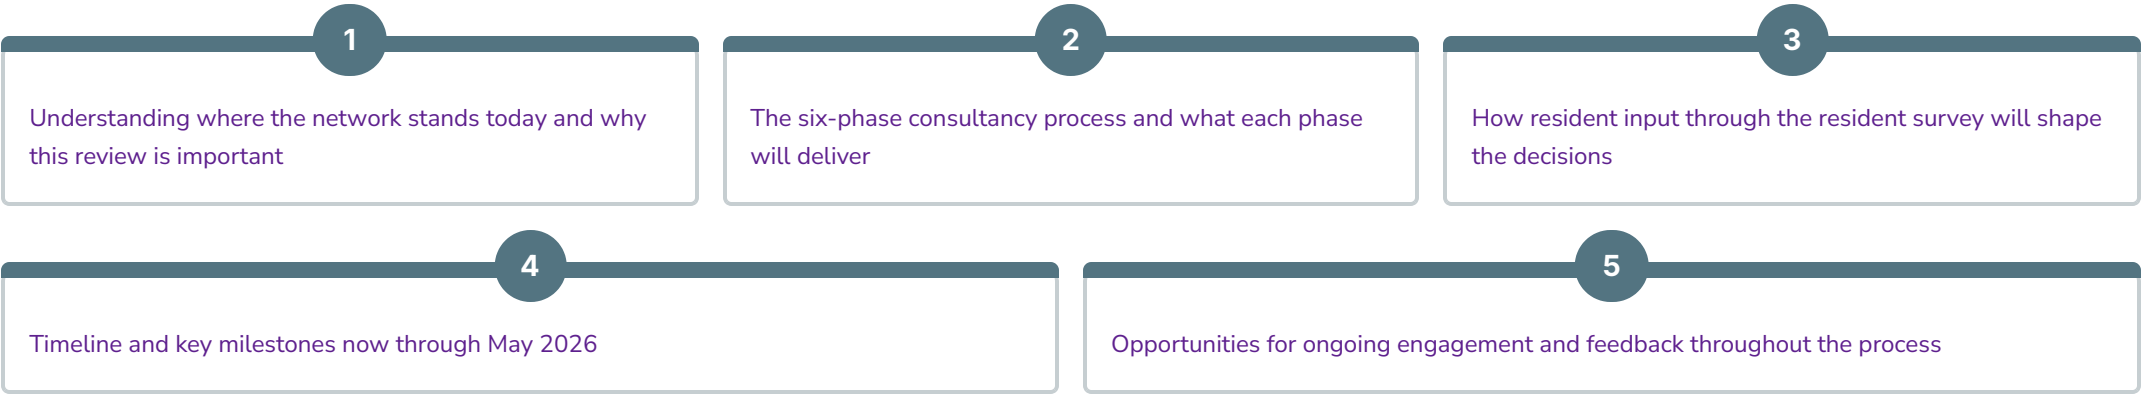 1
Understanding where the network stands today and why
this review is important
2
The six-phase consultancy process and what each phase
will deliver
3
How resident input through the resident survey will shape
the decisions
4
Timeline and key milestones now through May 2026
5
Opportunities for ongoing engagement and feedback throughout the process